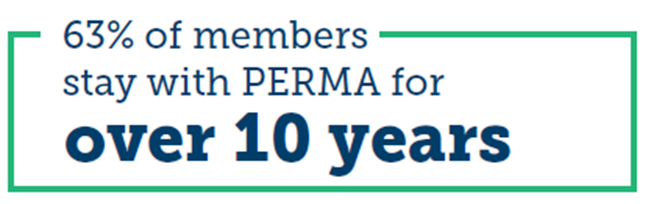 63% of members
stay with PERMA for
over 10 years